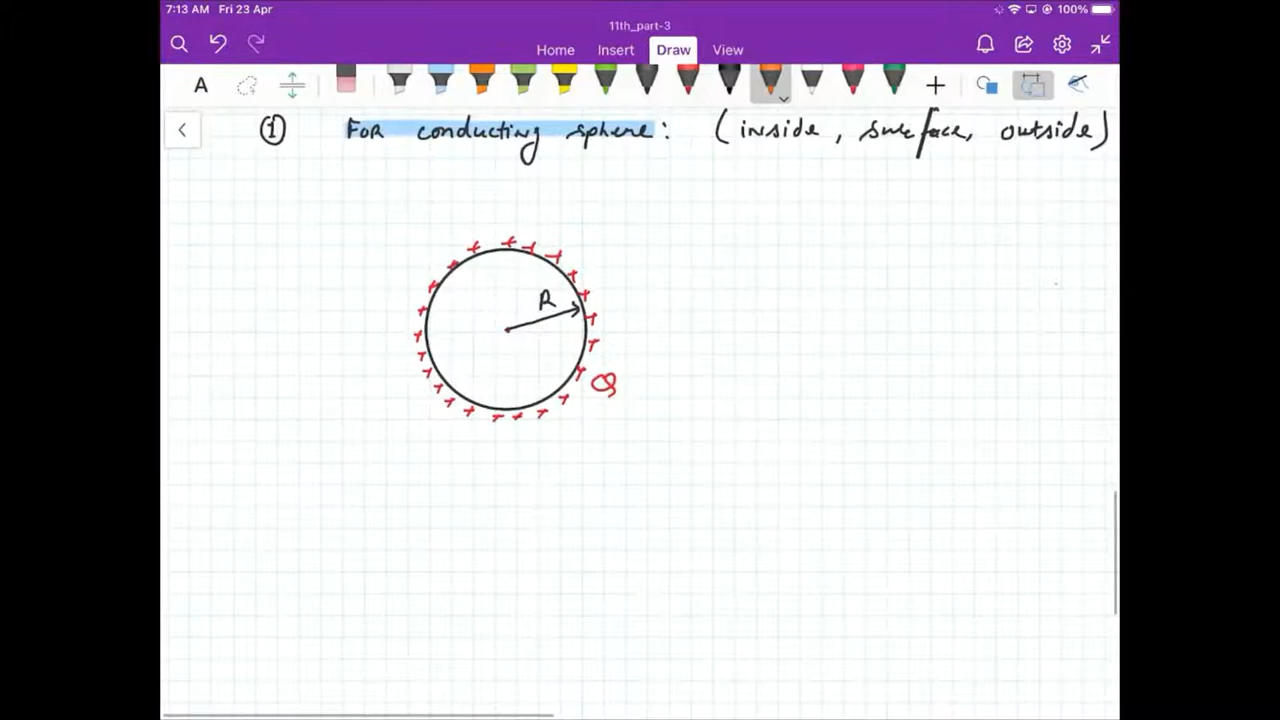 7:13 AM Fri 23 Apr
100%
11th_part-3
Home Insert Draw View
A
① For conducting sphere : (inside, surface, outside)
R
Q